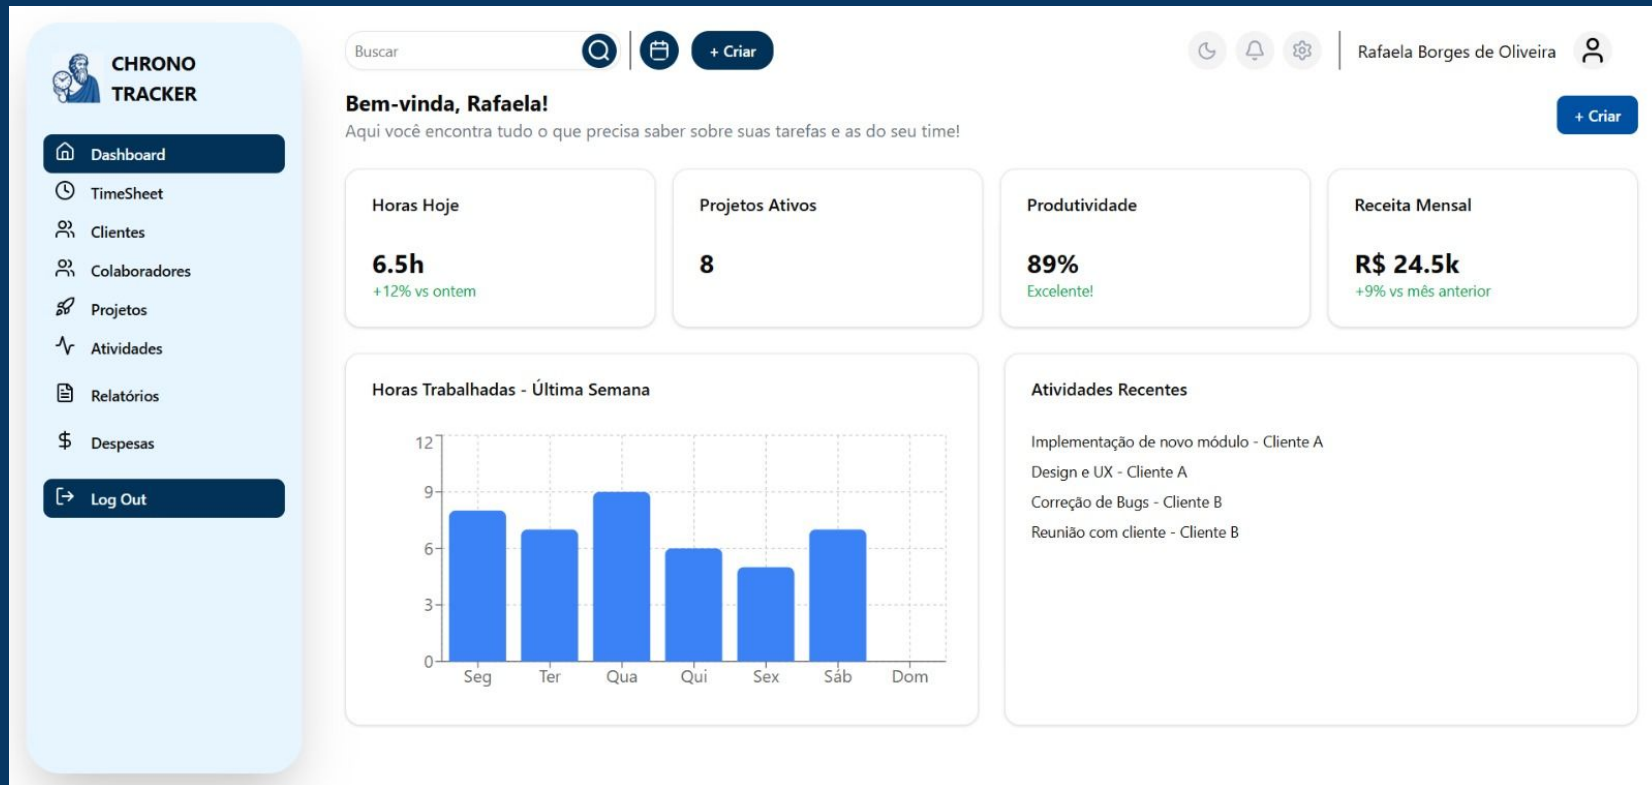 CHRONO
TRACKER
Dashboard
TimeSheet
Clientes
Colaboradores
Projetos
Atividades
Relatórios
Despesas
Log Out
Buscar
+ Criar
Rafaela Borges de Oliveira
Bem-vinda, Rafaela!
Aqui você encontra tudo o que precisa saber sobre suas tarefas e as do seu time!
+ Criar
Horas Hoje
6.5h
+12% vs ontem
Projetos Ativos
8
Produtividade
89%
Excelente!
Receita Mensal
R$ 24.5k
+9% vs mês anterior
Horas Trabalhadas - Última Semana
12
9
6
3
0
Seg Ter Qua Qui Sex Sáb Dom
Atividades Recentes
Implementação de novo módulo - Cliente A
Design e UX - Cliente A
Correção de Bugs - Cliente B
Reunião com cliente - Cliente B